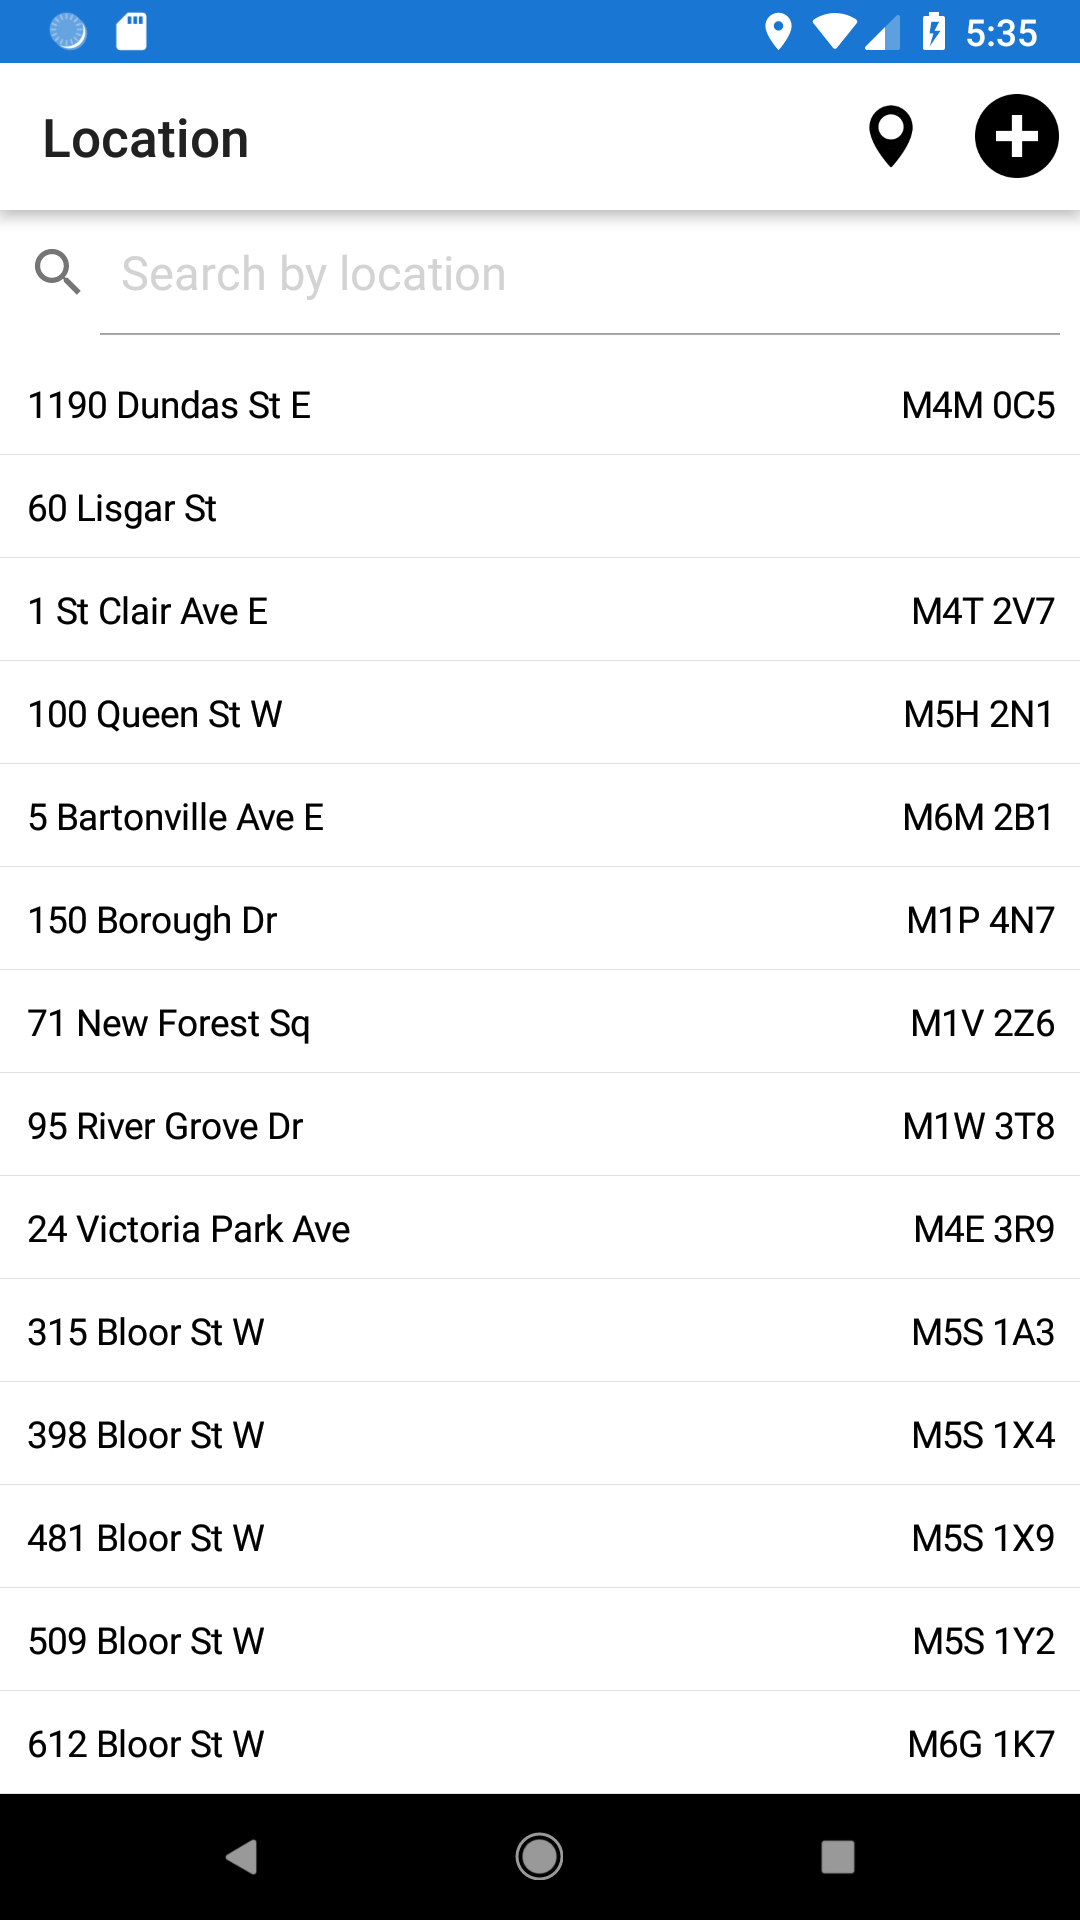 5:35
Location
Search by location
1190 Dundas St E M4M 0C5
60 Lisgar St
1 St Clair Ave E M4T 2V7
100 Queen St W M5H 2N1
5 Bartonville Ave E M6M 2B1
150 Borough Dr M1P 4N7
71 New Forest Sq M1V 2Z6
95 River Grove Dr M1W 3T8
24 Victoria Park Ave M4E 3R9
315 Bloor St W M5S 1A3
398 Bloor St W M5S 1X4
481 Bloor St W M5S 1X9
509 Bloor St W M5S 1Y2
612 Bloor St W M6G 1K7